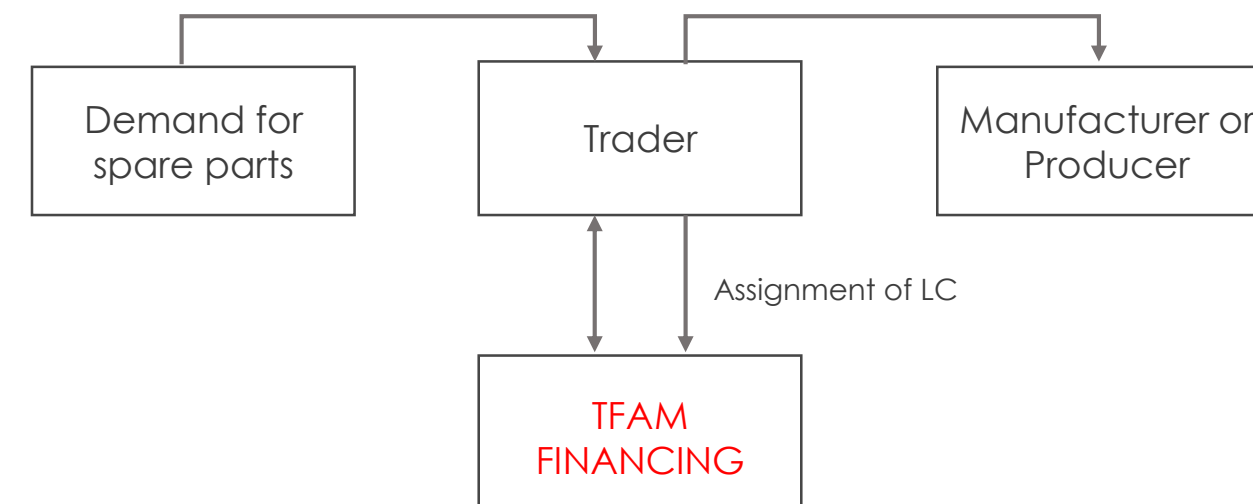 Demand for
spare parts
Trader
Manufacturer or
Producer
Assignment of LC
TFAM
FINANCING